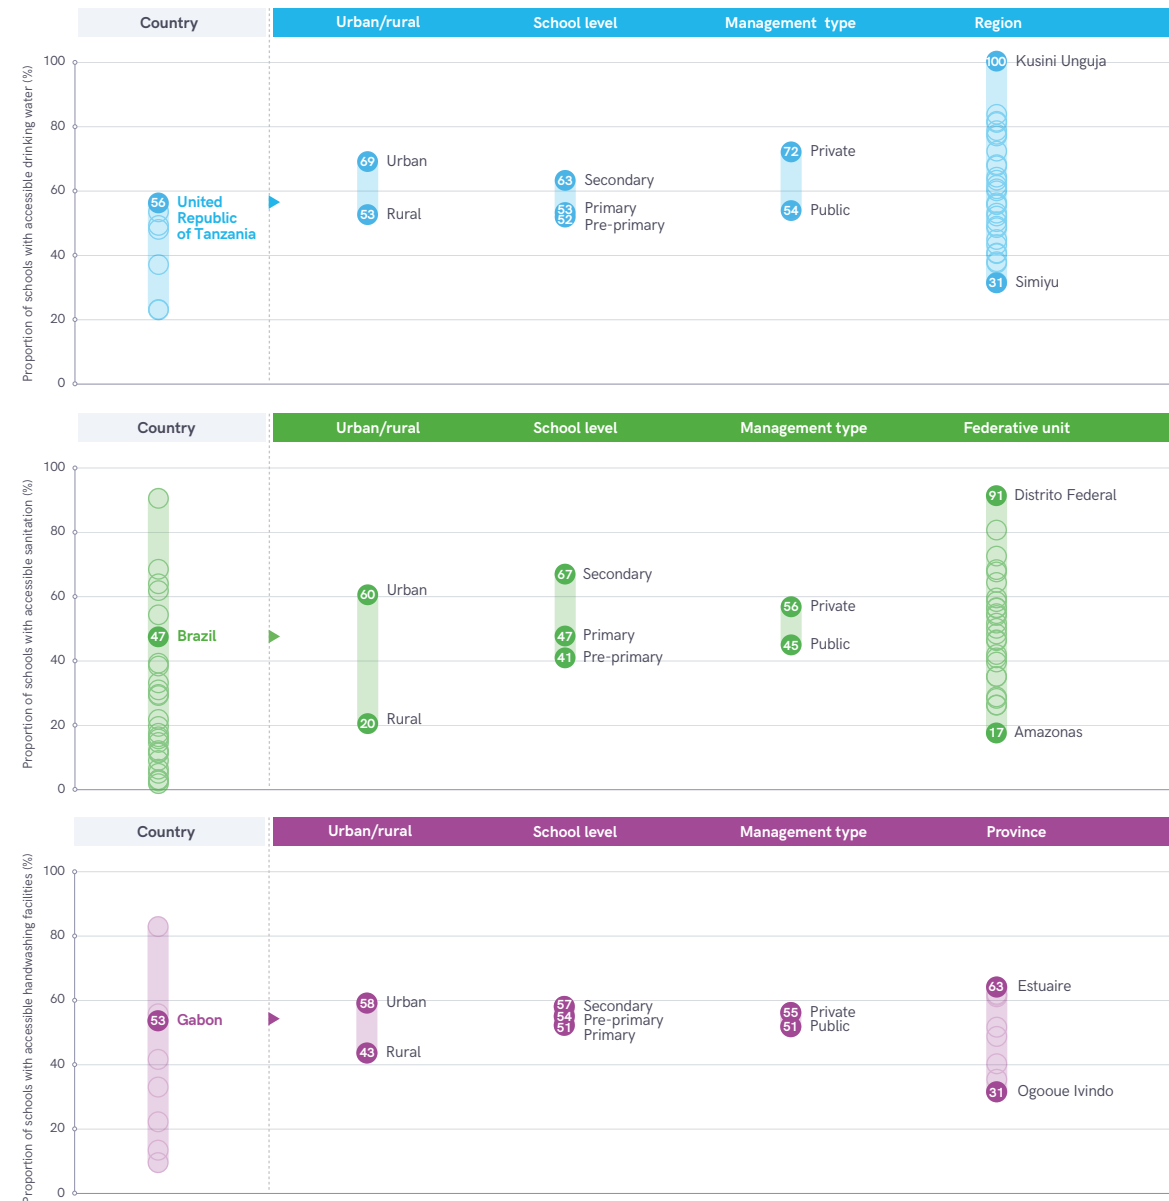 Country
Urban/rural
School level
Management type
Region
Proportion of schools with accessible drinking water (%)
100
80
60
40
20
0
56
United
Republic
of Tanzania
69
Urban
53
Rural
63
Secondary
53
Primary
52
Pre-primary
72
Private
54
Public
100
Kusini Unguja
31
Simiyu
Country
Urban/rural
School level
Management type
Federative unit
Proportion of schools with accessible sanitation (%)
100
80
60
40
20
0
47
Brazil
60
Urban
20
Rural
67
Secondary
47
Primary
41
Pre-primary
56
Private
45
Public
91
Distrito Federal
17
Amazonas
Country
Urban/rural
School level
Management type
Province
Proportion of schools with accessible handwashing facilities (%)
100
80
60
40
20
0
53
Gabon
58
Urban
43
Rural
57
Secondary
54
Pre-primary
51
Primary
55
Private
51
Public
63
Estuaire
31
Ogooue Ivindo